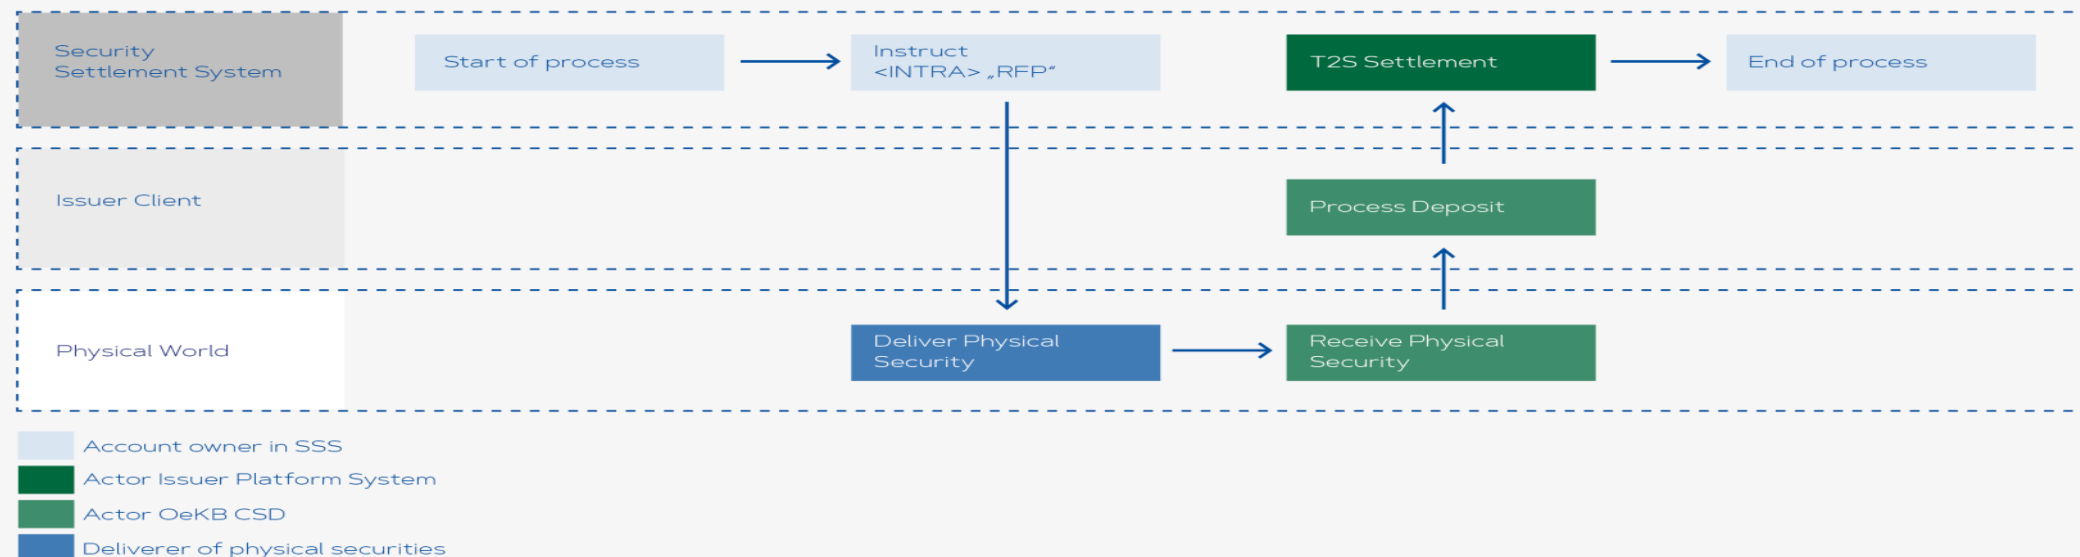 Security
Settlement System
Start of process
Instruct
<INTRA> „RFP“
T2S Settlement
End of process
Issuer Client
Process Deposit
Physical World
Deliver Physical
Security
Receive Physical
Security
Account owner in SSS
Actor Issuer Platform System
Actor OeKB CSD
Deliverer of physical securities